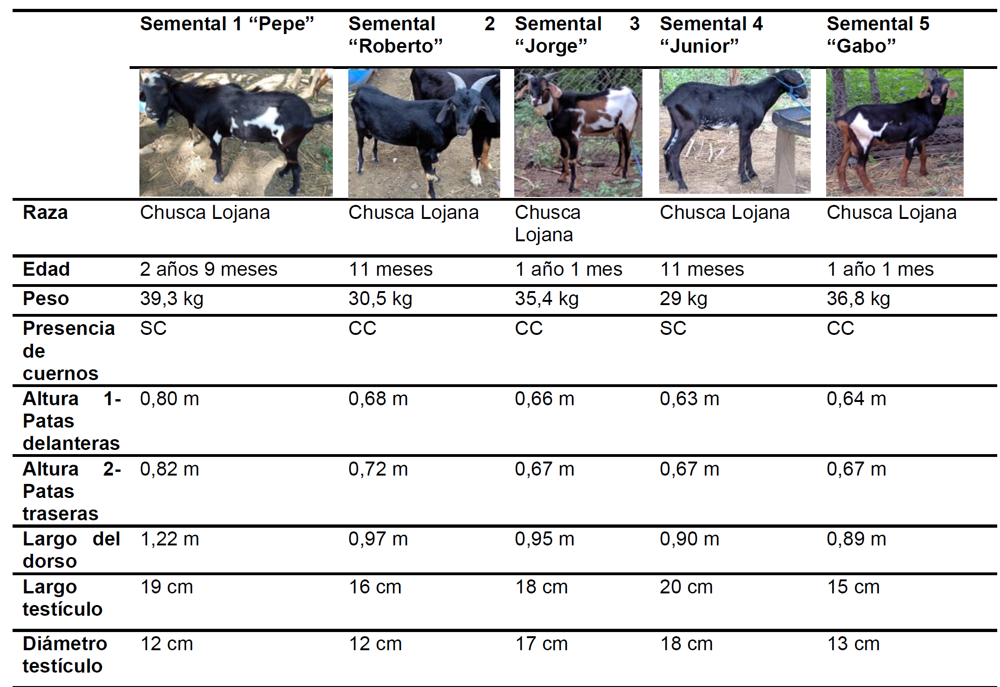 Semental 1 “Pepe” Semental 2 Semental 3 Semental 4 Semental 5
“Roberto” “Jorge” “Junior” “Gabo”
Raza Chusca Lojana Chusca Lojana Chusca Chusca Lojana Chusca Lojana
Lojana
Edad 2 años 9 meses 11 meses 1 año 1 mes 11 meses 1 año 1 mes
Peso 39,3 kg 30,5 kg 35,4 kg 29 kg 36,8 kg
Presencia SC CC CC SC CC
de
cuernos
Altura 1- 0,80 m 0,68 m 0,66 m 0,63 m 0,64 m
Patas
delanteras
Altura 2- 0,82 m 0,72 m 0,67 m 0,67 m 0,67 m
Patas
traseras
Largo del 1,22 m 0,97 m 0,95 m 0,90 m 0,89 m
dorso
Largo 19 cm 16 cm 18 cm 20 cm 15 cm
testículo
Diámetro 12 cm 12 cm 17 cm 18 cm 13 cm
testículo